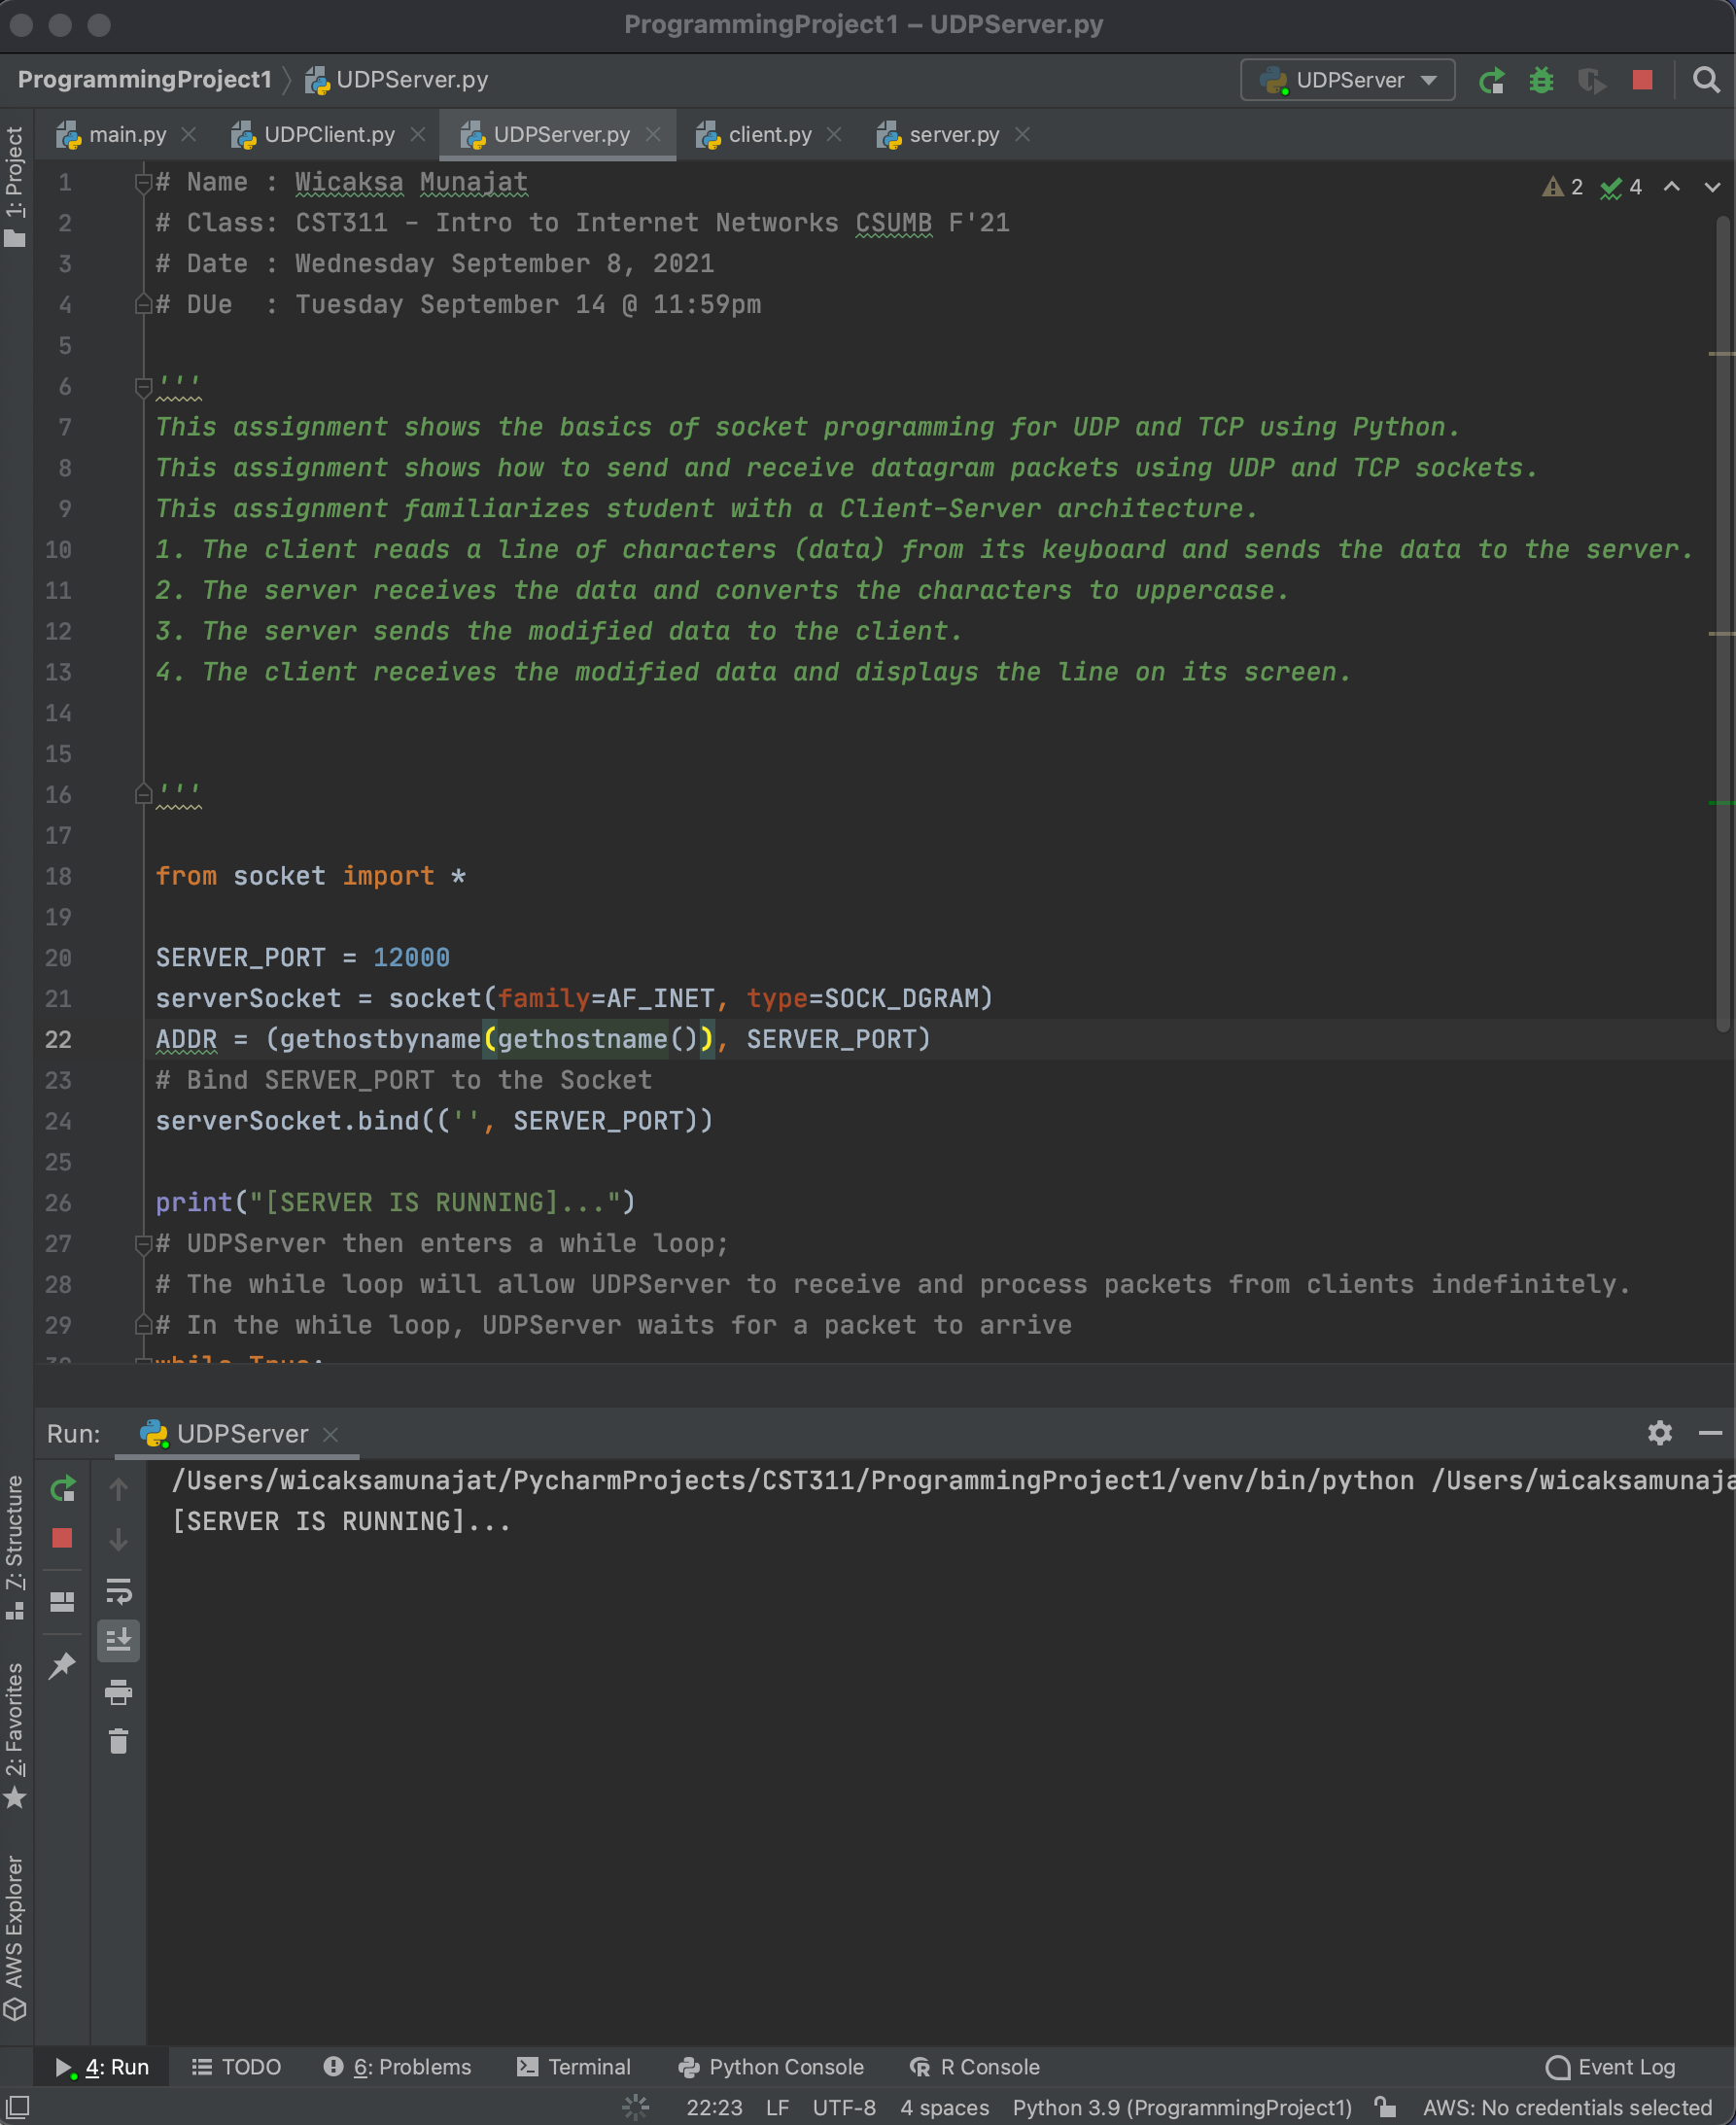 ProgrammingProject1 – UDPServer.py
ProgrammingProject1 UDPServer.py UDPServer
main.py UDPClient.py UDPServer.py client.py server.py
1: Project
2 4
1 # Name : Wicaksa Munajat
2 # Class: CST311 - Intro to Internet Networks CSUMB F'21
3 # Date : Wednesday September 8, 2021
4 # DUe  : Tuesday September 14 @ 11:59pm
5
6 '''
7 This assignment shows the basics of socket programming for UDP and TCP using Python.
8 This assignment shows how to send and receive datagram packets using UDP and TCP sockets.
9 This assignment familiarizes student with a Client-Server architecture.
10 1. The client reads a line of characters (data) from its keyboard and sends the data to the server.
11 2. The server receives the data and converts the characters to uppercase.
12 3. The server sends the modified data to the client.
13 4. The client receives the modified data and displays the line on its screen.
14
15
16 '''
17
18 from socket import *
19
20 SERVER_PORT = 12000
21 serverSocket = socket(family=AF_INET, type=SOCK_DGRAM)
22 ADDR = (gethostbyname(gethostname()), SERVER_PORT)
23 # Bind SERVER_PORT to the Socket
24 serverSocket.bind(('', SERVER_PORT))
25
26 print("[SERVER IS RUNNING]...")
27 # UDPServer then enters a while loop;
28 # The while loop will allow UDPServer to receive and process packets from clients indefinitely.
29 # In the while loop, UDPServer waits for a packet to arrive
30 while True:
Run: UDPServer
/Users/wicaksamunajat/PycharmProjects/CST311/ProgrammingProject1/venv/bin/python /Users/wicaksamunaja
[SERVER IS RUNNING]...
Z: Structure
2: Favorites
AWS Explorer
4: Run TODO 6: Problems Terminal Python Console R Console Event Log
22:23 LF UTF-8 4 spaces Python 3.9 (ProgrammingProject1) AWS: No credentials selected